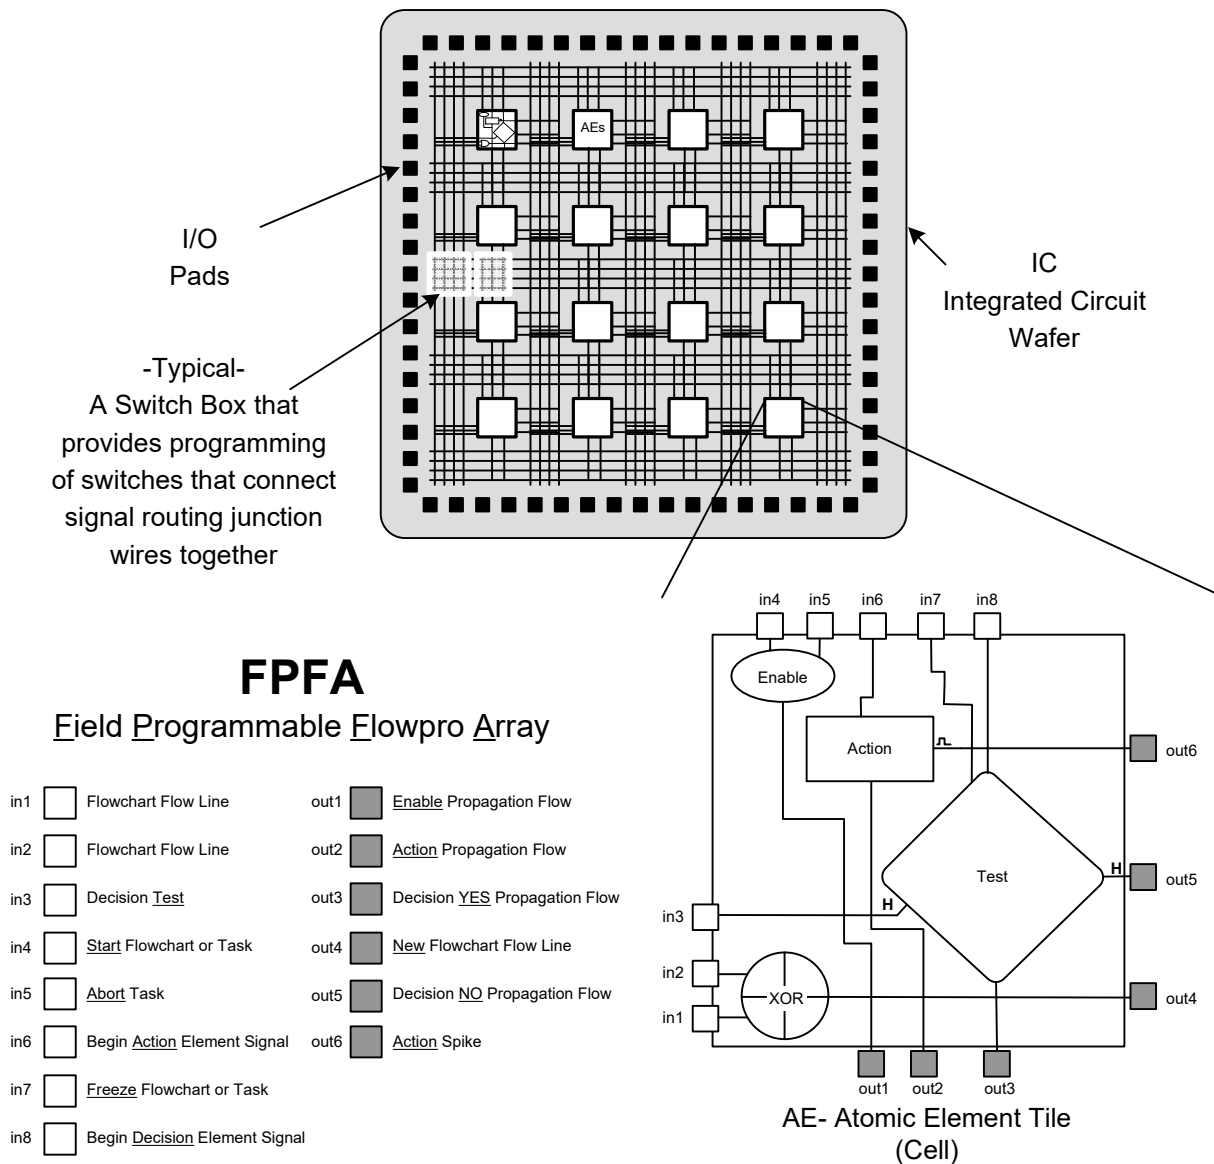 AEs
I/O
Pads
IC
Integrated Circuit
Wafer
-Typical-
A Switch Box that
provides programming
of switches that connect
signal routing junction
wires together
FPFA
Field Programmable Flowpro Array
in1 Flowchart Flow Line
in2 Flowchart Flow Line
in3 Decision Test
in4 Start Flowchart or Task
in5 Abort Task
in6 Begin Action Element Signal
in7 Freeze Flowchart or Task
in8 Begin Decision Element Signal
out1 Enable Propagation Flow
out2 Action Propagation Flow
out3 Decision YES Propagation Flow
out4 New Flowchart Flow Line
out5 Decision NO Propagation Flow
out6 Action Spike
in4 in5 in6 in7 in8
Enable
Action
out6
Test
H
out5
H
in3
in2
XOR
out4
in1
out1 out2 out3
AE- Atomic Element Tile
(Cell)